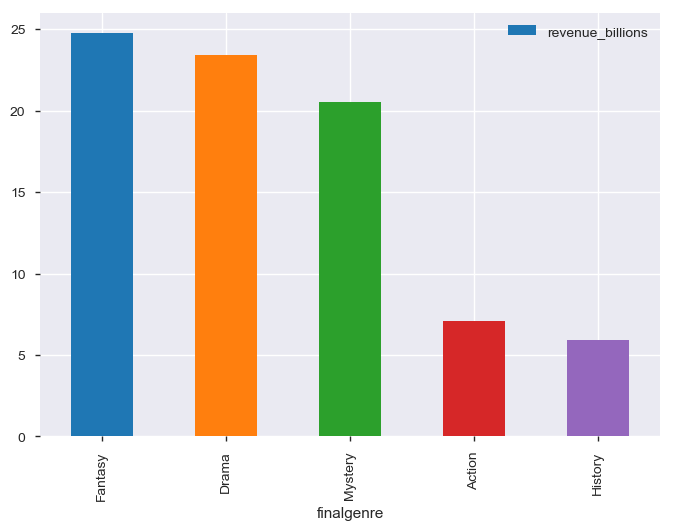 revenue_billions
25
20
15
10
5
0
Fantasy
Drama
Mystery
Action
History
finalgenre